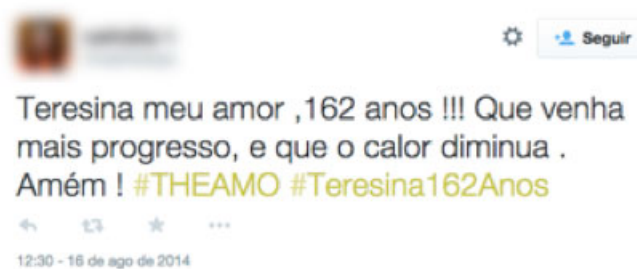 Seguir
Teresina meu amor ,162 anos !!! Que venha
mais progresso, e que o calor diminua .
Amém ! #THEAMO #Teresina162Anos
12:30 - 16 de ago de 2014